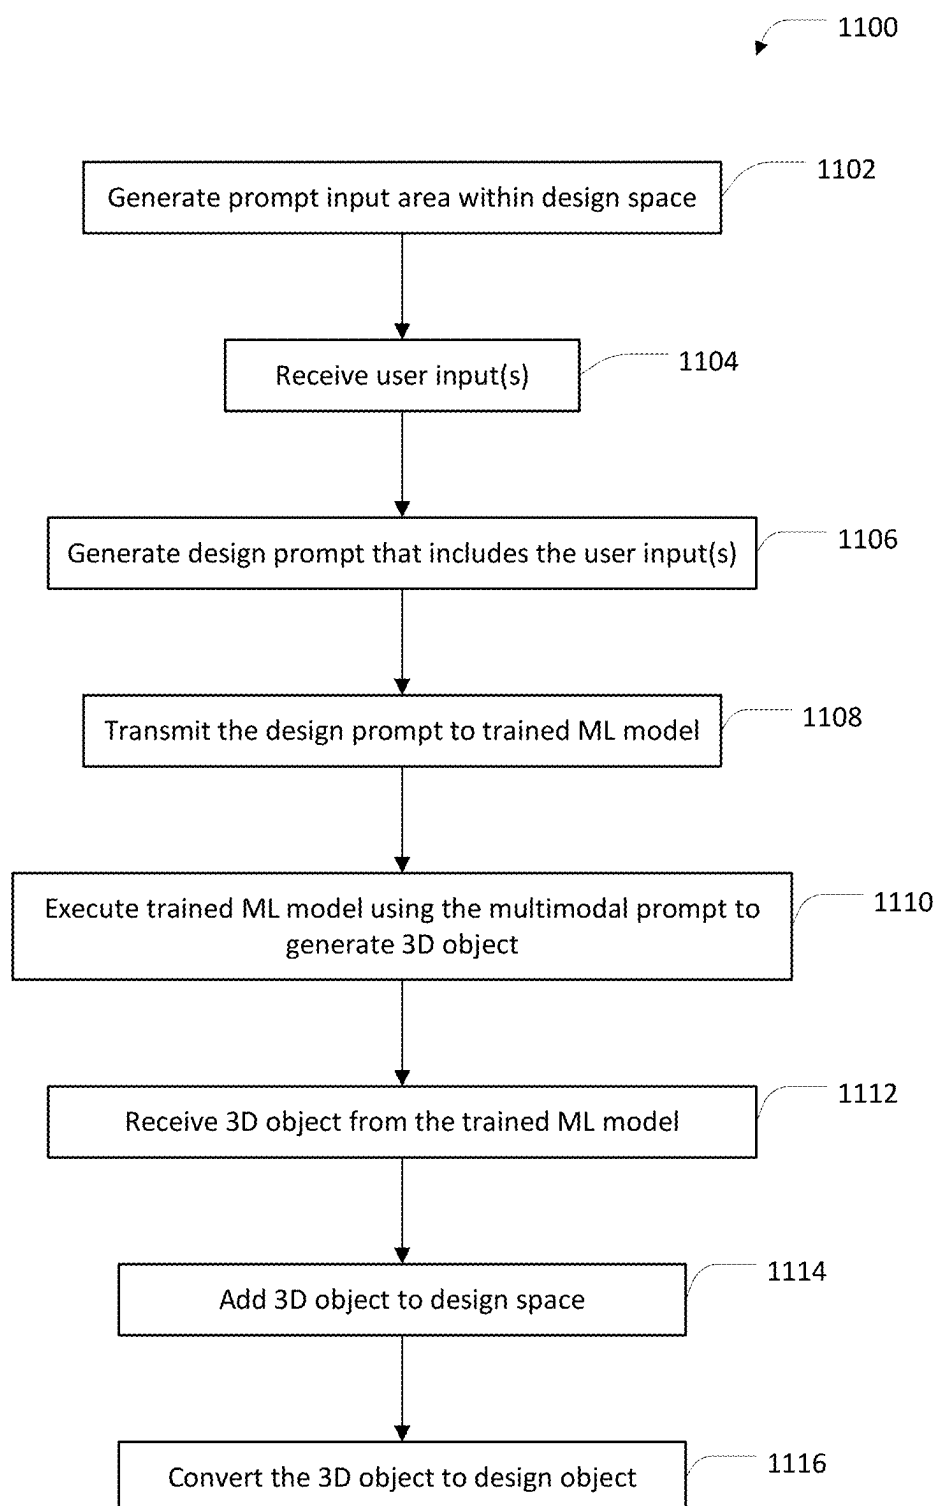 1100
Generate prompt input area within design space
1102
Receive user input(s)
1104
Generate design prompt that includes the user input(s)
1106
Transmit the design prompt to trained ML model
1108
Execute trained ML model using the multimodal prompt to
generate 3D object
1110
Receive 3D object from the trained ML model
1112
Add 3D object to design space
1114
Convert the 3D object to design object
1116